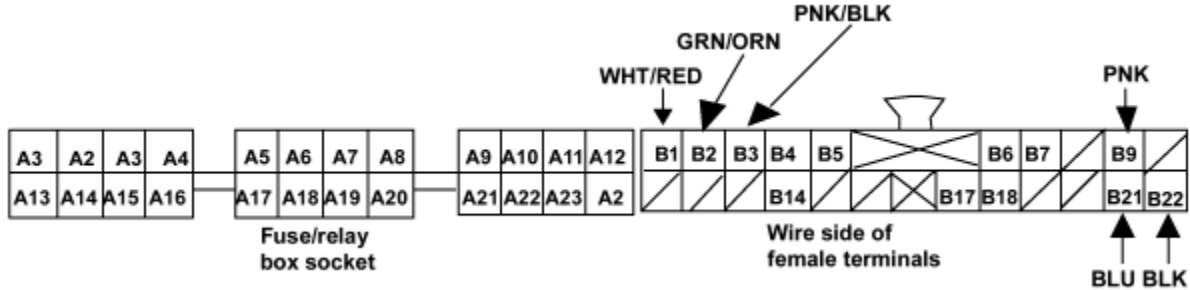 PNK/BLK
GRN/ORN
WHT/RED
PNK
A3 A2 A3 A4 A5 A6 A7 A8 A9 A10 A11 A12 B1 B2 B3 B4 B5 B6 B7 B9
A13 A14 A15 A16 A17 A18 A19 A20 A21 A22 A23 A2 B14 B17 B18 B21 B22
Fuse/relay
box socket
Wire side of
female terminals
BLU BLK